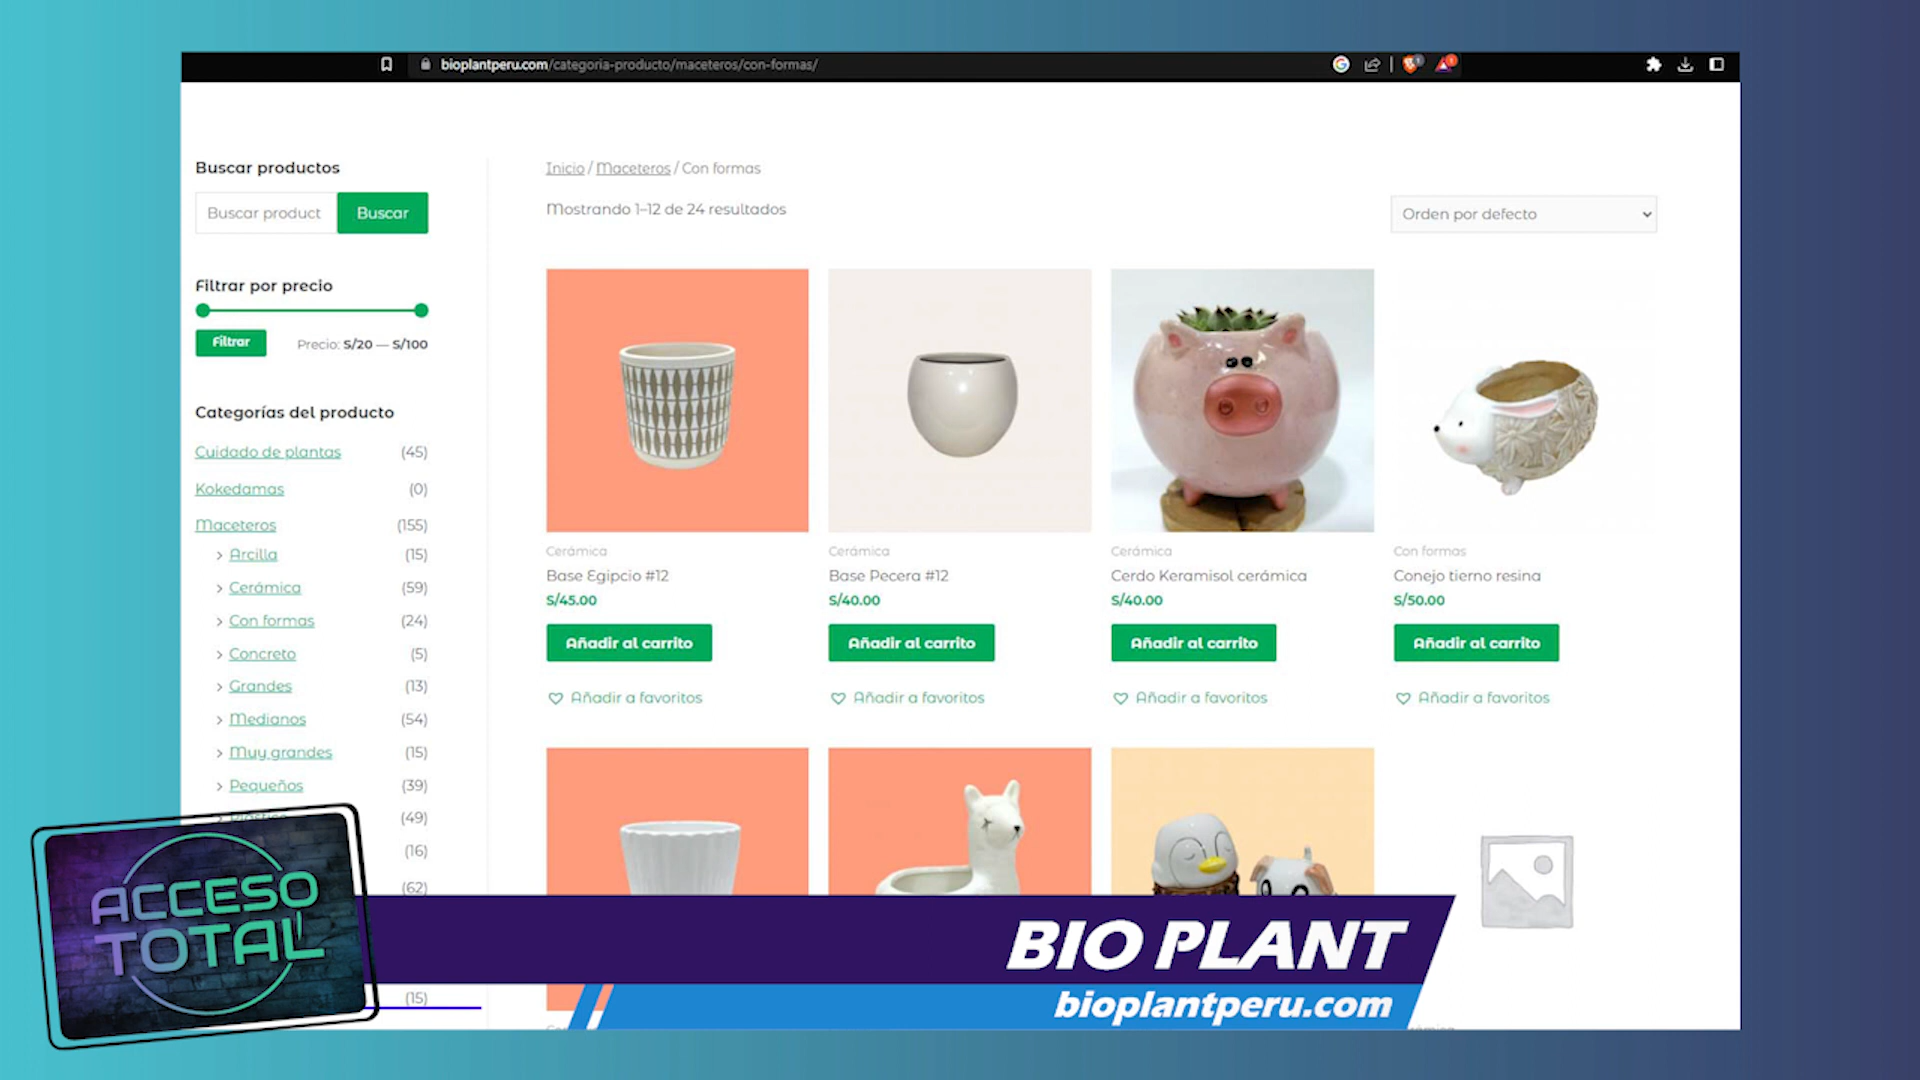 bioplantperu.com/categoria-producto/maceteros/con-formas/
Buscar productos
Buscar product
Buscar
Filtrar por precio
Filtrar
Precio: S/20 — S/100
Categorías del producto
Cuidado de plantas (45)
Kokedamas (0)
Maceteros (155)
> Arcilla (15)
> Cerámica (59)
> Con formas (24)
> Concreto (5)
> Grandes (13)
> Medianos (54)
> Muy grandes (15)
> Pequeños (39)
(49)
(16)
(62)
(15)
Inicio / Maceteros / Con formas
Mostrando 1–12 de 24 resultados
Orden por defecto
Cerámica
Base Egipcio #12
S/45.00
Añadir al carrito
Añadir a favoritos
Cerámica
Base Pecera #12
S/40.00
Añadir al carrito
Añadir a favoritos
Cerámica
Cerdo Keramisol cerámica
S/40.00
Añadir al carrito
Añadir a favoritos
Con formas
Conejo tierno resina
S/50.00
Añadir al carrito
Añadir a favoritos
ACCESO
TOTAL
BIO PLANT
bioplantperu.com